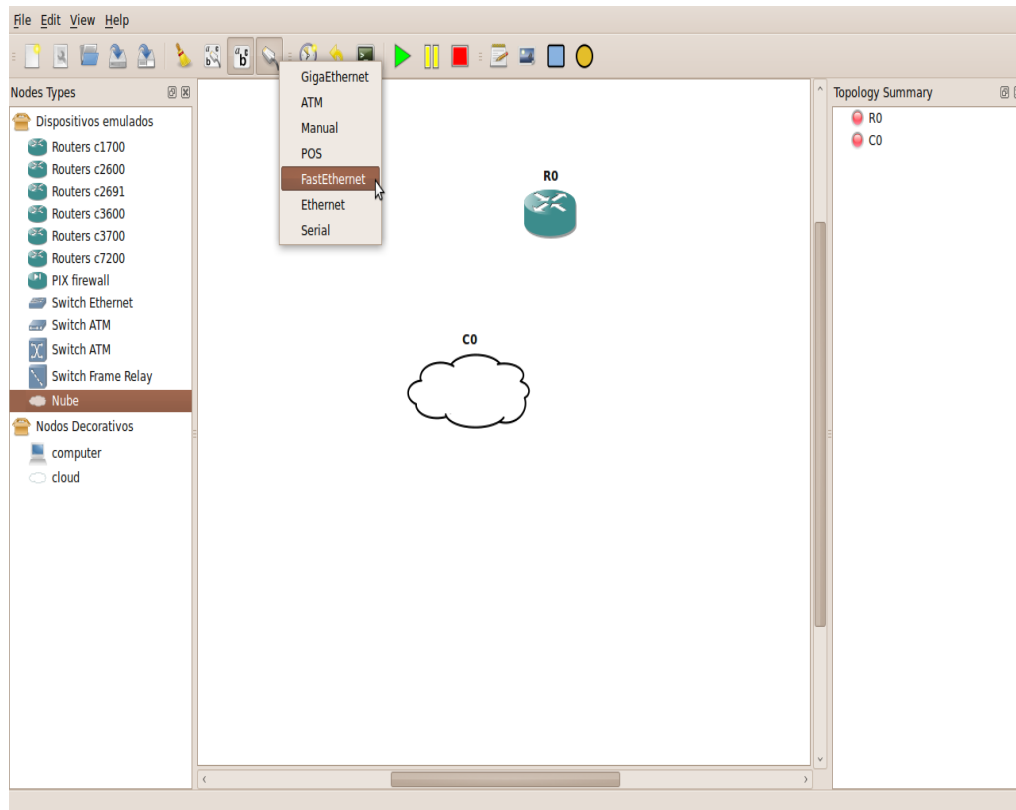 File Edit View Help
Nodes Types
Dispositivos emulados
Routers c1700
Routers c2600
Routers c2691
Routers c3600
Routers c3700
Routers c7200
PIX firewall
Switch Ethernet
Switch ATM
Switch ATM
Switch Frame Relay
Nube
Nodos Decorativos
computer
cloud
GigaEthernet
ATM
Manual
POS
FastEthernet
Ethernet
Serial
R0
C0
Topology Summary
R0
C0